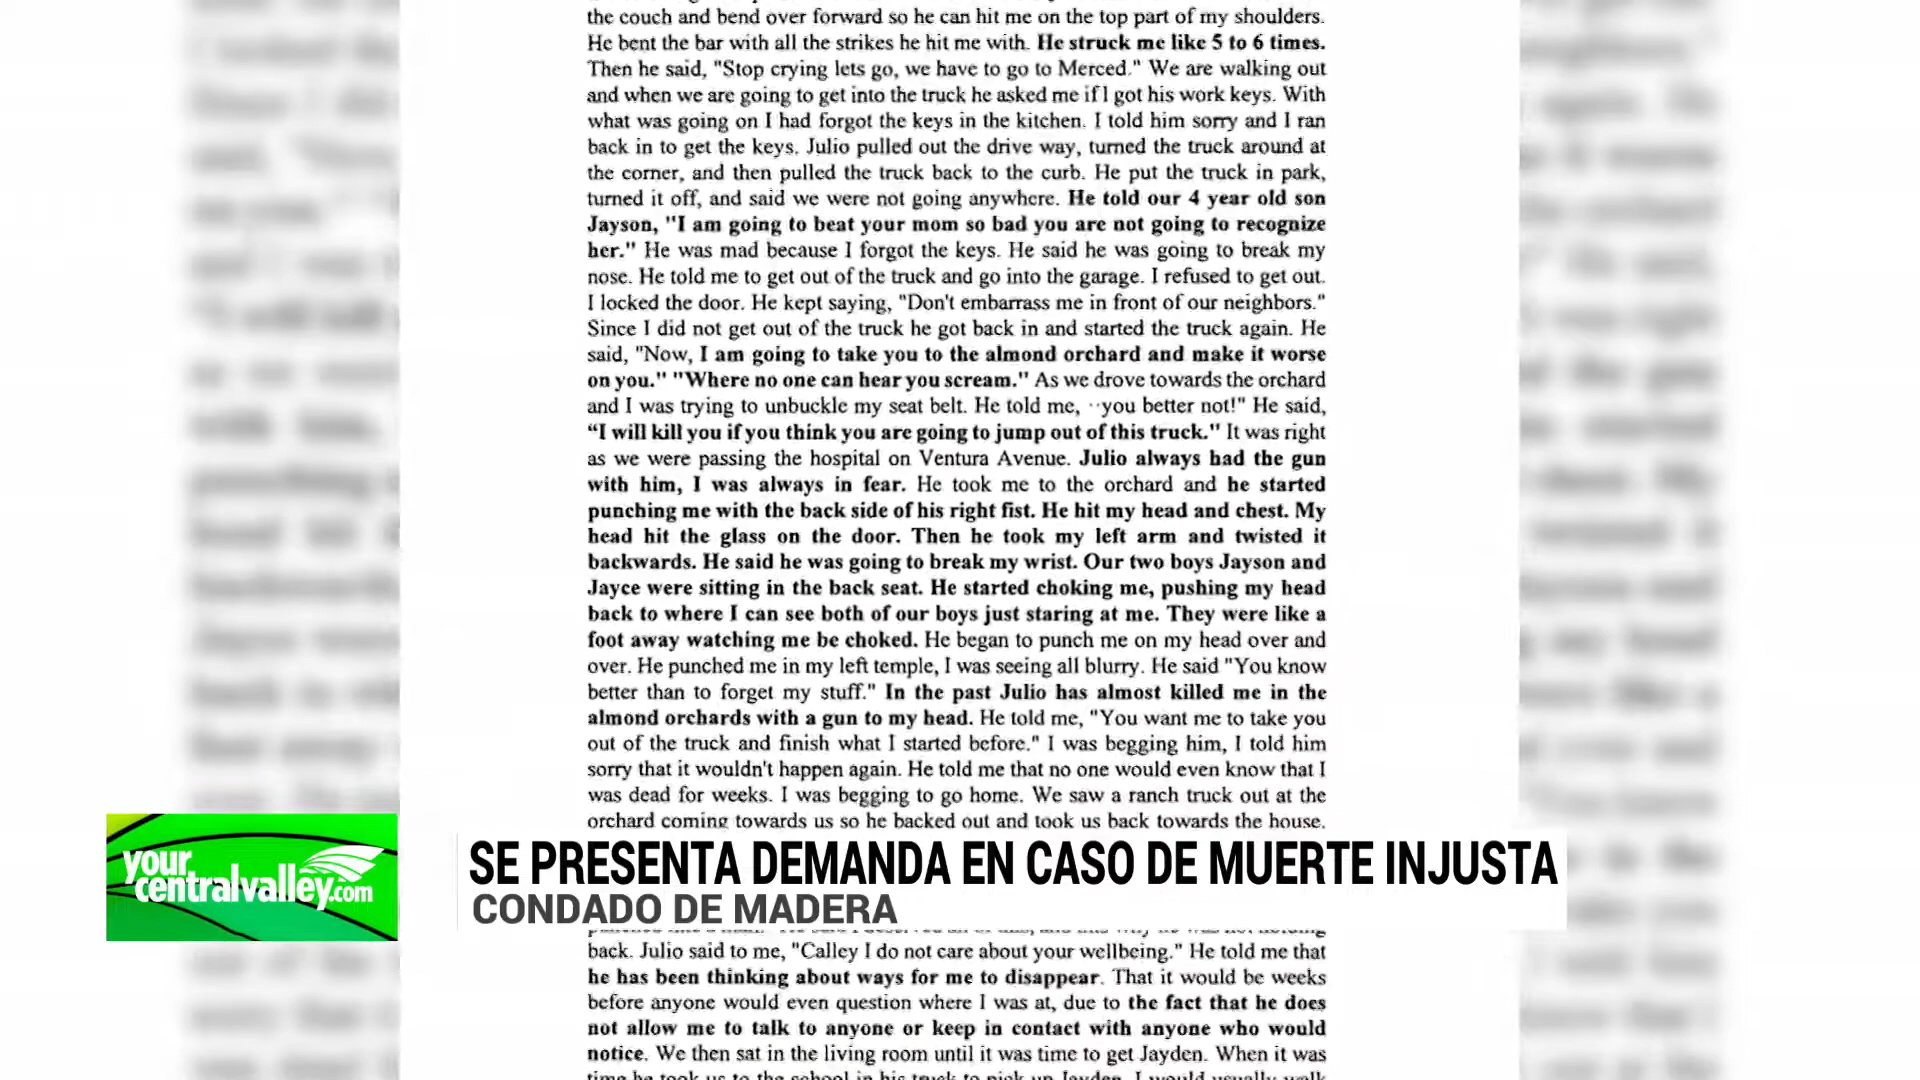 the couch and bend over forward so he can hit me on the top part of my shoulders.
He bent the bar with all the strikes he hit me with. He struck me like 5 to 6 times.
Then he said, "Stop crying lets go, we have to go to Merced." We are walking out
and when we are going to get into the truck he asked me if I got his work keys. With
what was going on I had forgot the keys in the kitchen. I told him sorry and I ran
back in to get the keys. Julio pulled out the drive way, turned the truck around at
the corner, and then pulled the truck back to the curb. He put the truck in park,
turned it off, and said we were not going anywhere. He told our 4 year old son
Jayson, "I am going to beat your mom so bad you are not going to recognize
her." He was mad because I forgot the keys. He said he was going to break my
nose. He told me to get out of the truck and go into the garage. I refused to get out.
I locked the door. He kept saying, "Don't embarrass me in front of our neighbors."
Since I did not get out of the truck he got back in and started the truck again. He
said, "Now, I am going to take you to the almond orchard and make it worse
on you." "Where no one can hear you scream." As we drove towards the orchard
and I was trying to unbuckle my seat belt. He told me, "you better not!" He said,
"I will kill you if you think you are going to jump out of this truck." It was right
as we were passing the hospital on Ventura Avenue. Julio always had the gun
with him, I was always in fear. He took me to the orchard and he started
punching me with the back side of his right fist. He hit my head and chest. My
head hit the glass on the door. Then he took my left arm and twisted it
backwards. He said he was going to break my wrist. Our two boys Jayson and
Jayce were sitting in the back seat. He started choking me, pushing my head
back to where I can see both of our boys just staring at me. They were like a
foot away watching me be choked. He began to punch me on my head over and
over. He punched me in my left temple, I was seeing all blurry. He said "You know
better than to forget my stuff." In the past Julio has almost killed me in the
almond orchards with a gun to my head. He told me, "You want me to take you
out of the truck and finish what I started before." I was begging him, I told him
sorry that it wouldn't happen again. He told me that no one would even know that I
was dead for weeks. I was begging to go home. We saw a ranch truck out at the
orchard coming towards us so he backed out and took us back towards the house.
your
centralvalley.com
SE PRESENTA DEMANDA EN CASO DE MUERTE INJUSTA
CONDADO DE MADERA
back. Julio said to me, "Calley I do not care about your wellbeing." He told me that
he has been thinking about ways for me to disappear. That it would be weeks
before anyone would even question where I was at, due to the fact that he does
not allow me to talk to anyone or keep in contact with anyone who would
notice. We then sat in the living room until it was time to get Jayden. When it was
time he took us to the school in his truck to pick up Jayden. I would usually walk